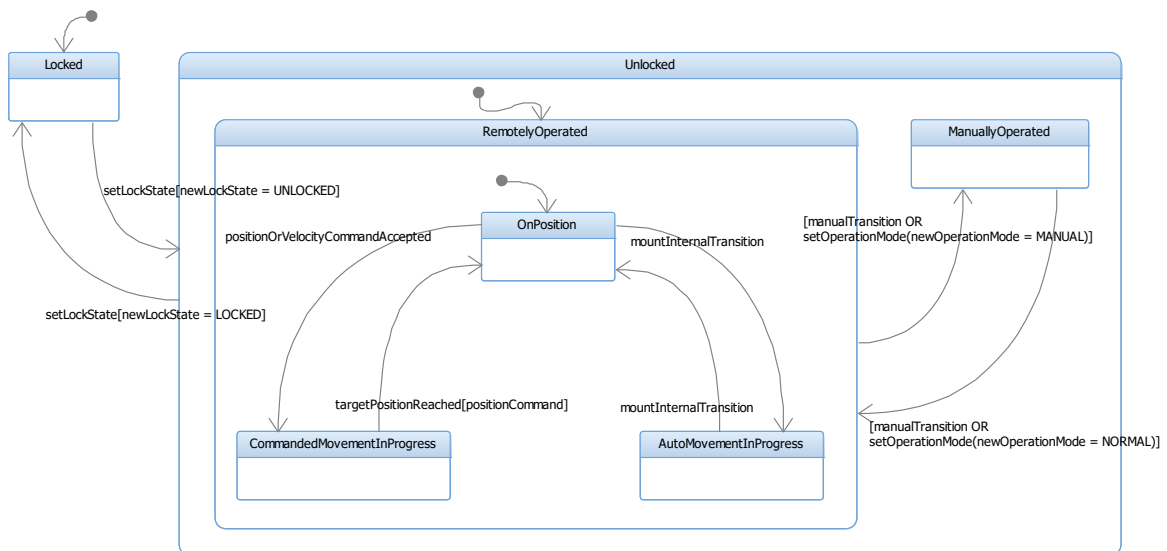 Locked
Unlocked
RemotelyOperated
ManuallyOperated
setLockState[newLockState = UNLOCKED]
OnPosition
positionOrVelocityCommandAccepted
mountInternalTransition
[manualTransition OR
setOperationMode(newOperationMode = MANUAL)]
setLockState[newLockState = LOCKED]
targetPositionReached[positionCommand]
mountInternalTransition
[manualTransition OR
setOperationMode(newOperationMode = NORMAL)]
CommandedMovementInProgress
AutoMovementInProgress